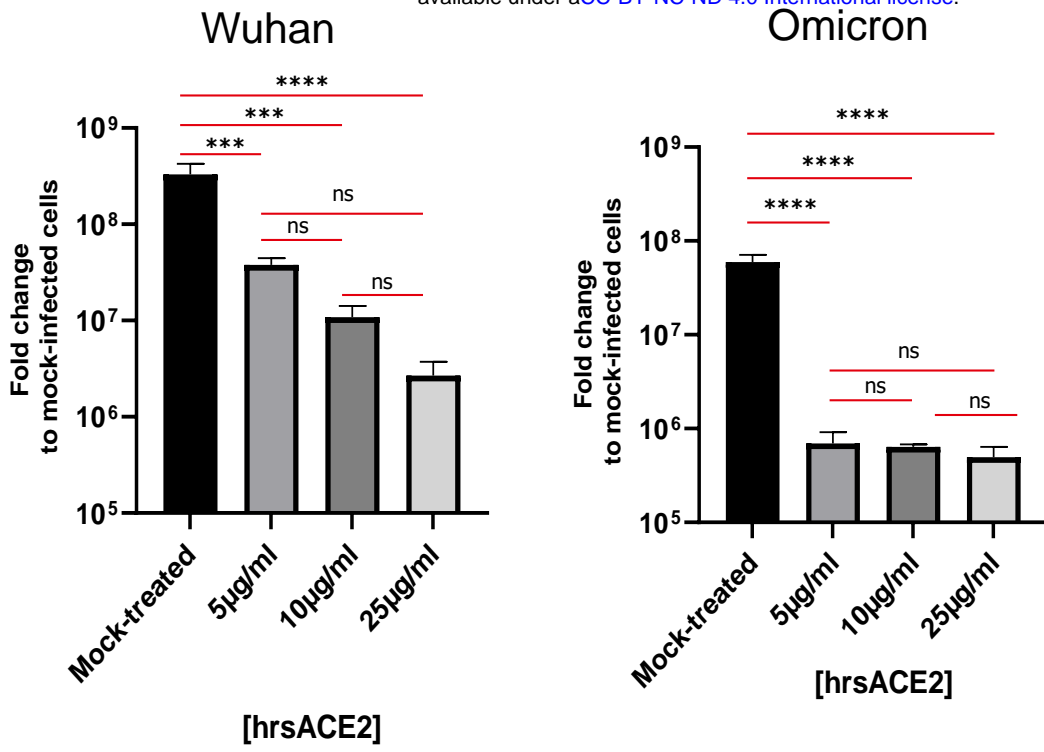 Wuhan
****
***
***
ns
ns
ns
10⁹
10⁸
10⁷
10⁶
10⁵
Fold change
to mock-infected cells
Mock-treated
5µg/ml
10µg/ml
25µg/ml
[hrsACE2]
Omicron
****
****
****
ns
ns
ns
10⁹
10⁸
10⁷
10⁶
10⁵
Fold change
to mock-infected cells
Mock-treated
5µg/ml
10µg/ml
25µg/ml
[hrsACE2]